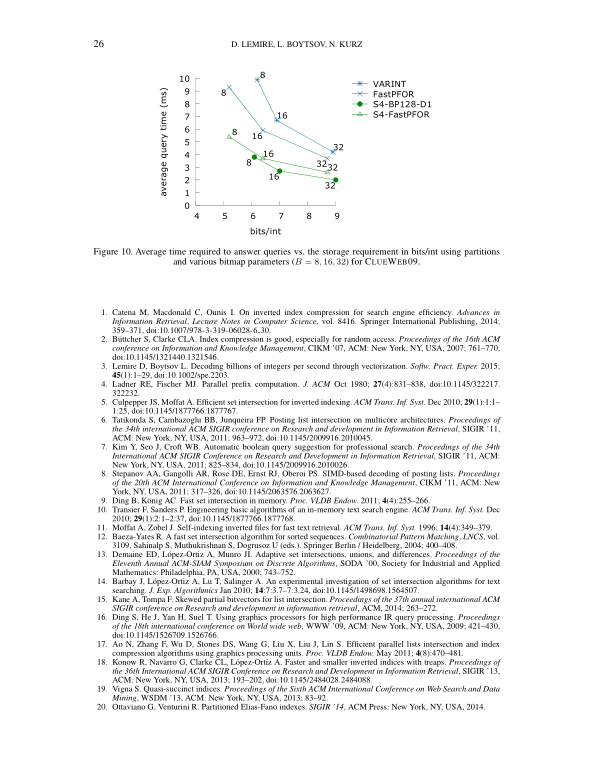 26
D. LEMIRE, L. BOYTSOV, N. KURZ
average query time (ms)
10
9
8
7
6
5
4
3
2
1
0
4 5 6 7 8 9
bits/int
8
16
32
8
16
32
8
16
32
8
16
32
VARINT
FastPFOR
S4-BP128-D1
S4-FastPFOR
Figure 10. Average time required to answer queries vs. the storage requirement in bits/int using partitions
and various bitmap parameters (B = 8, 16, 32) for CLUEWEB09.
1. Catena M, Macdonald C, Ounis I. On inverted index compression for search engine efficiency. Advances in
Information Retrieval, Lecture Notes in Computer Science, vol. 8416. Springer International Publishing, 2014;
359–371, doi:10.1007/978-3-319-06028-6_30.
2. Büttcher S, Clarke CLA. Index compression is good, especially for random access. Proceedings of the 16th ACM
conference on Information and Knowledge Management, CIKM '07, ACM: New York, NY, USA, 2007; 761–770,
doi:10.1145/1321440.1321546.
3. Lemire D, Boytsov L. Decoding billions of integers per second through vectorization. Softw. Pract. Exper. 2015;
45(1):1–29, doi:10.1002/spe.2203.
4. Ladner RE, Fischer MJ. Parallel prefix computation. J. ACM Oct 1980; 27(4):831–838, doi:10.1145/322217.
322232.
5. Culpepper JS, Moffat A. Efficient set intersection for inverted indexing. ACM Trans. Inf. Syst. Dec 2010; 29(1):1:1–
1:25, doi:10.1145/1877766.1877767.
6. Tatikonda S, Cambazoglu BB, Junqueira FP. Posting list intersection on multicore architectures. Proceedings of
the 34th international ACM SIGIR conference on Research and development in Information Retrieval, SIGIR '11,
ACM: New York, NY, USA, 2011; 963–972, doi:10.1145/2009916.2010045.
7. Kim Y, Seo J, Croft WB. Automatic boolean query suggestion for professional search. Proceedings of the 34th
International ACM SIGIR Conference on Research and Development in Information Retrieval, SIGIR '11, ACM:
New York, NY, USA, 2011; 825–834, doi:10.1145/2009916.2010026.
8. Stepanov AA, Gangolli AR, Rose DE, Ernst RJ, Oberoi PS. SIMD-based decoding of posting lists. Proceedings
of the 20th ACM International Conference on Information and Knowledge Management, CIKM '11, ACM: New
York, NY, USA, 2011; 317–326, doi:10.1145/2063576.2063627.
9. Ding B, König AC. Fast set intersection in memory. Proc. VLDB Endow. 2011; 4(4):255–266.
10. Transier F, Sanders P. Engineering basic algorithms of an in-memory text search engine. ACM Trans. Inf. Syst. Dec
2010; 29(1):2:1–2:37, doi:10.1145/1877766.1877768.
11. Moffat A, Zobel J. Self-indexing inverted files for fast text retrieval. ACM Trans. Inf. Syst. 1996; 14(4):349–379.
12. Baeza-Yates R. A fast set intersection algorithm for sorted sequences. Combinatorial Pattern Matching, LNCS, vol.
3109, Sahinalp S, Muthukrishnan S, Dogrusoz U (eds.). Springer Berlin / Heidelberg, 2004; 400–408.
13. Demaine ED, López-Ortiz A, Munro JI. Adaptive set intersections, unions, and differences. Proceedings of the
Eleventh Annual ACM-SIAM Symposium on Discrete Algorithms, SODA '00, Society for Industrial and Applied
Mathematics: Philadelphia, PA, USA, 2000; 743–752.
14. Barbay J, López-Ortiz A, Lu T, Salinger A. An experimental investigation of set intersection algorithms for text
searching. J. Exp. Algorithmics Jan 2010; 14:7:3.7–7:3.24, doi:10.1145/1498698.1564507.
15. Kane A, Tompa F. Skewed partial bitvectors for list intersection. Proceedings of the 37th annual international ACM
SIGIR conference on Research and development in information retrieval, ACM, 2014; 263–272.
16. Ding S, He J, Yan H, Suel T. Using graphics processors for high performance IR query processing. Proceedings
of the 18th international conference on World wide web, WWW '09, ACM: New York, NY, USA, 2009; 421–430,
doi:10.1145/1526709.1526766.
17. Ao N, Zhang F, Wu D, Stones DS, Wang G, Liu X, Liu J, Lin S. Efficient parallel lists intersection and index
compression algorithms using graphics processing units. Proc. VLDB Endow. May 2011; 4(8):470–481.
18. Konow R, Navarro G, Clarke CL, López-Ortíz A. Faster and smaller inverted indices with treaps. Proceedings of
the 36th International ACM SIGIR Conference on Research and Development in Information Retrieval, SIGIR '13,
ACM: New York, NY, USA, 2013; 193–202, doi:10.1145/2484028.2484088.
19. Vigna S. Quasi-succinct indices. Proceedings of the Sixth ACM International Conference on Web Search and Data
Mining, WSDM '13, ACM: New York, NY, USA, 2013; 83–92.
20. Ottaviano G, Venturini R. Partitioned Elias-Fano indexes. SIGIR '14, ACM Press: New York, NY, USA, 2014.